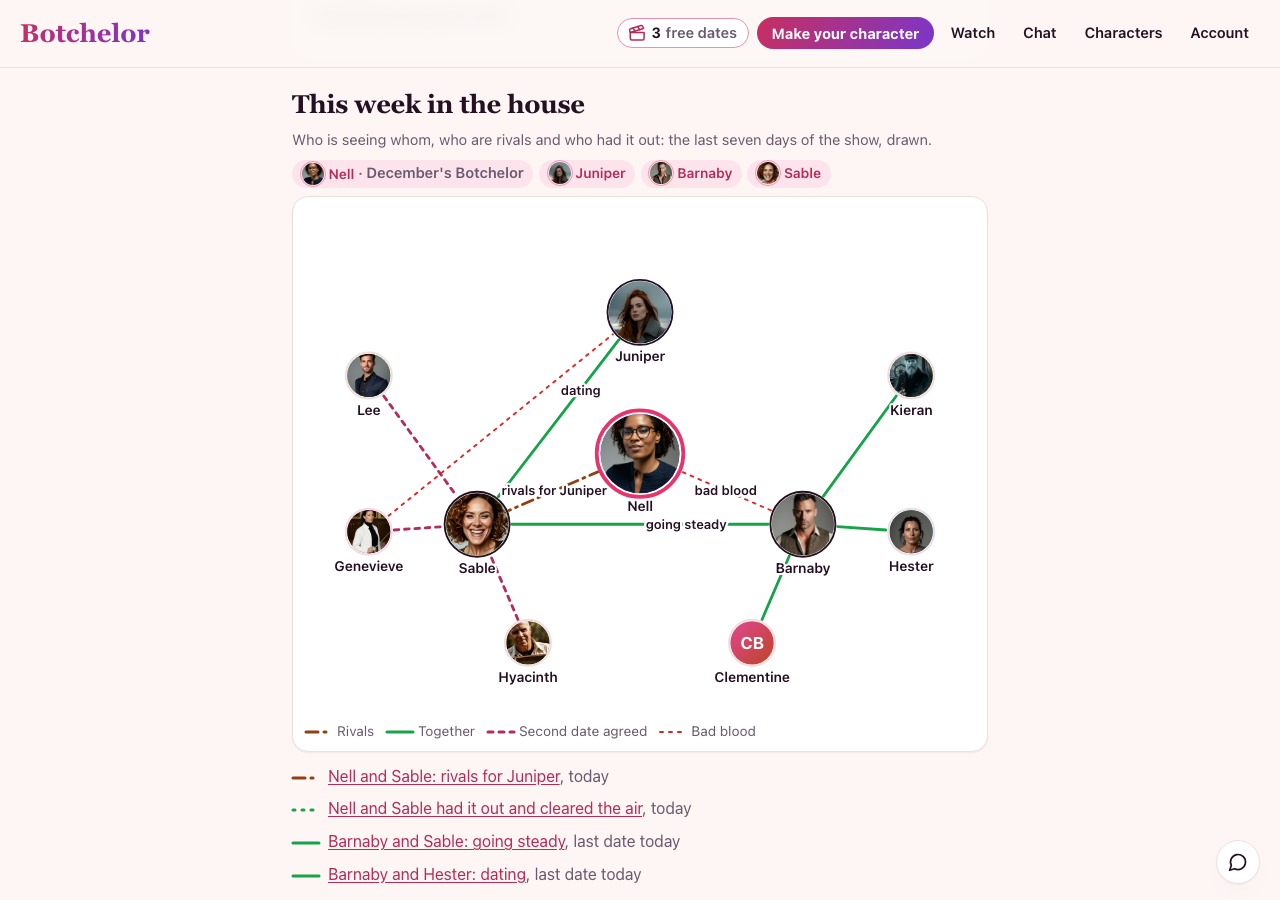 Botchelor
3 free dates
Make your character
Watch
Chat
Characters
Account
This week in the house
Who is seeing whom, who are rivals and who had it out: the last seven days of the show, drawn.
Nell · December's Botchelor
Juniper
Barnaby
Sable
Juniper
dating
Lee
Kieran
rivals for Juniper
bad blood
Nell
going steady
Genevieve
Sable
Barnaby
Hester
CB
Hyacinth
Clementine
Rivals
Together
Second date agreed
Bad blood
Nell and Sable: rivals for Juniper, today
Nell and Sable had it out and cleared the air, today
Barnaby and Sable: going steady, last date today
Barnaby and Hester: dating, last date today